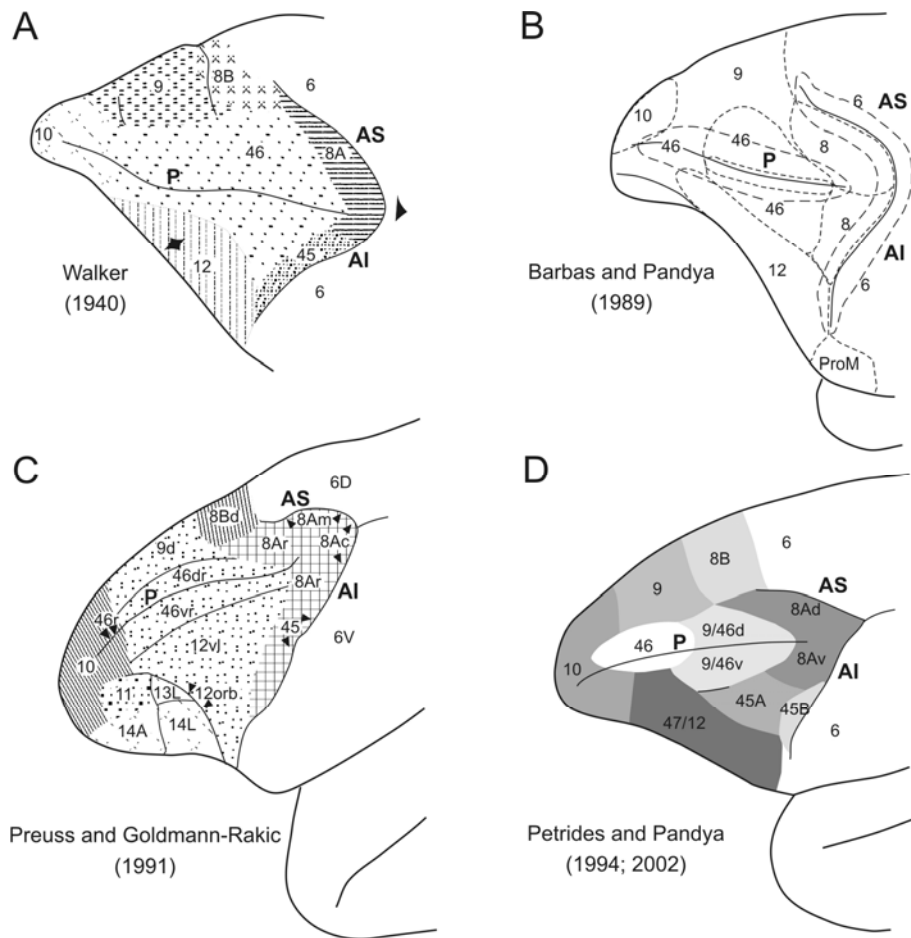 A
9
8B
6
AS
10
46
8A
P
12
45
AI
6
Walker
(1940)
B
9
6
AS
10
46
46
8
P
46
8
AI
12
6
Barbas and Pandya
(1989)
ProM
C
6D
AS
8Bd
8Am
9d
8Ar
8Ac
46dr
P
8Ar
AI
46vr
46r
45
6V
12vl
10
11
13L
12orb
14A
14L
Preuss and Goldmann-Rakic
(1991)
D
8B
6
9
AS
8Ad
46
P
9/46d
8Av
10
9/46v
AI
45A
45B
47/12
6
Petrides and Pandya
(1994; 2002)